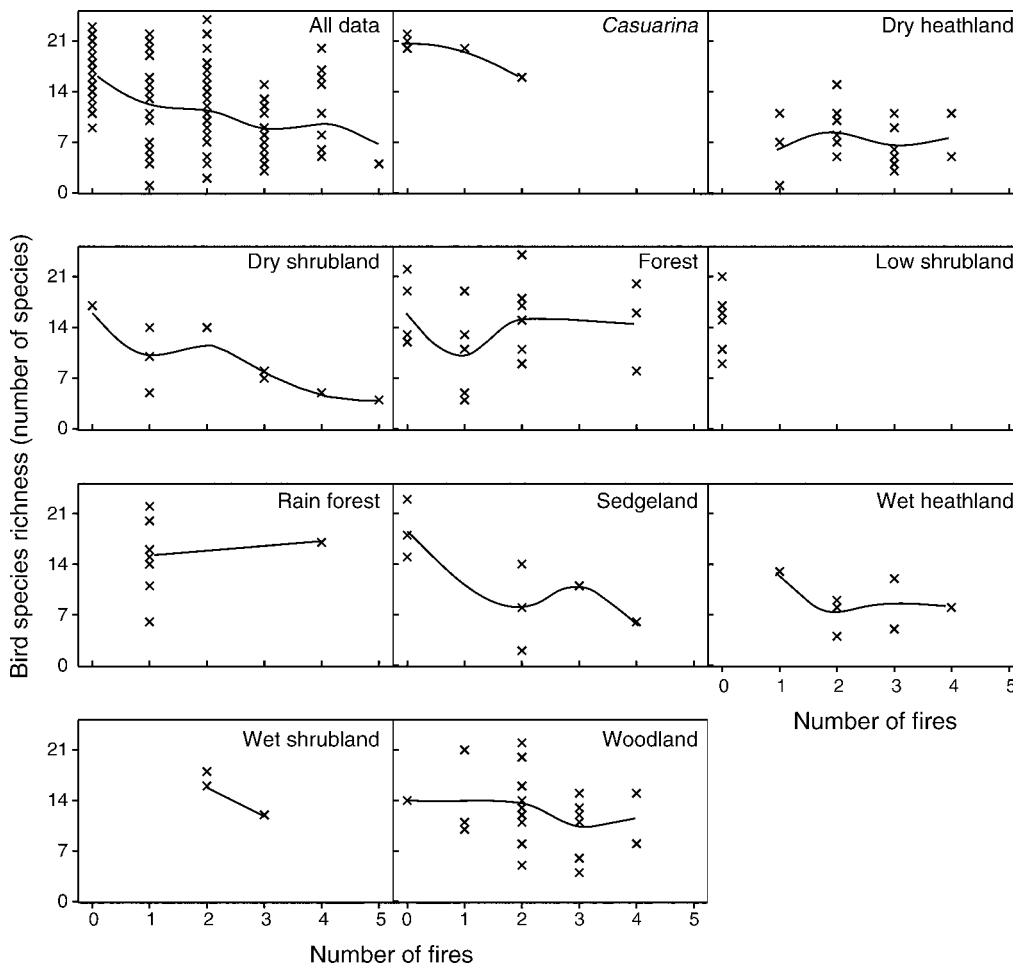 Bird species richness (number of species)
All data
Casuarina
Dry heathland
21
14
7
0
Dry shrubland
Forest
Low shrubland
21
14
7
0
Rain forest
Sedgeland
Wet heathland
21
14
7
0
0 1 2 3 4 5
Number of fires
Wet shrubland
Woodland
21
14
7
0
0 1 2 3 4 5 0 1 2 3 4 5
Number of fires